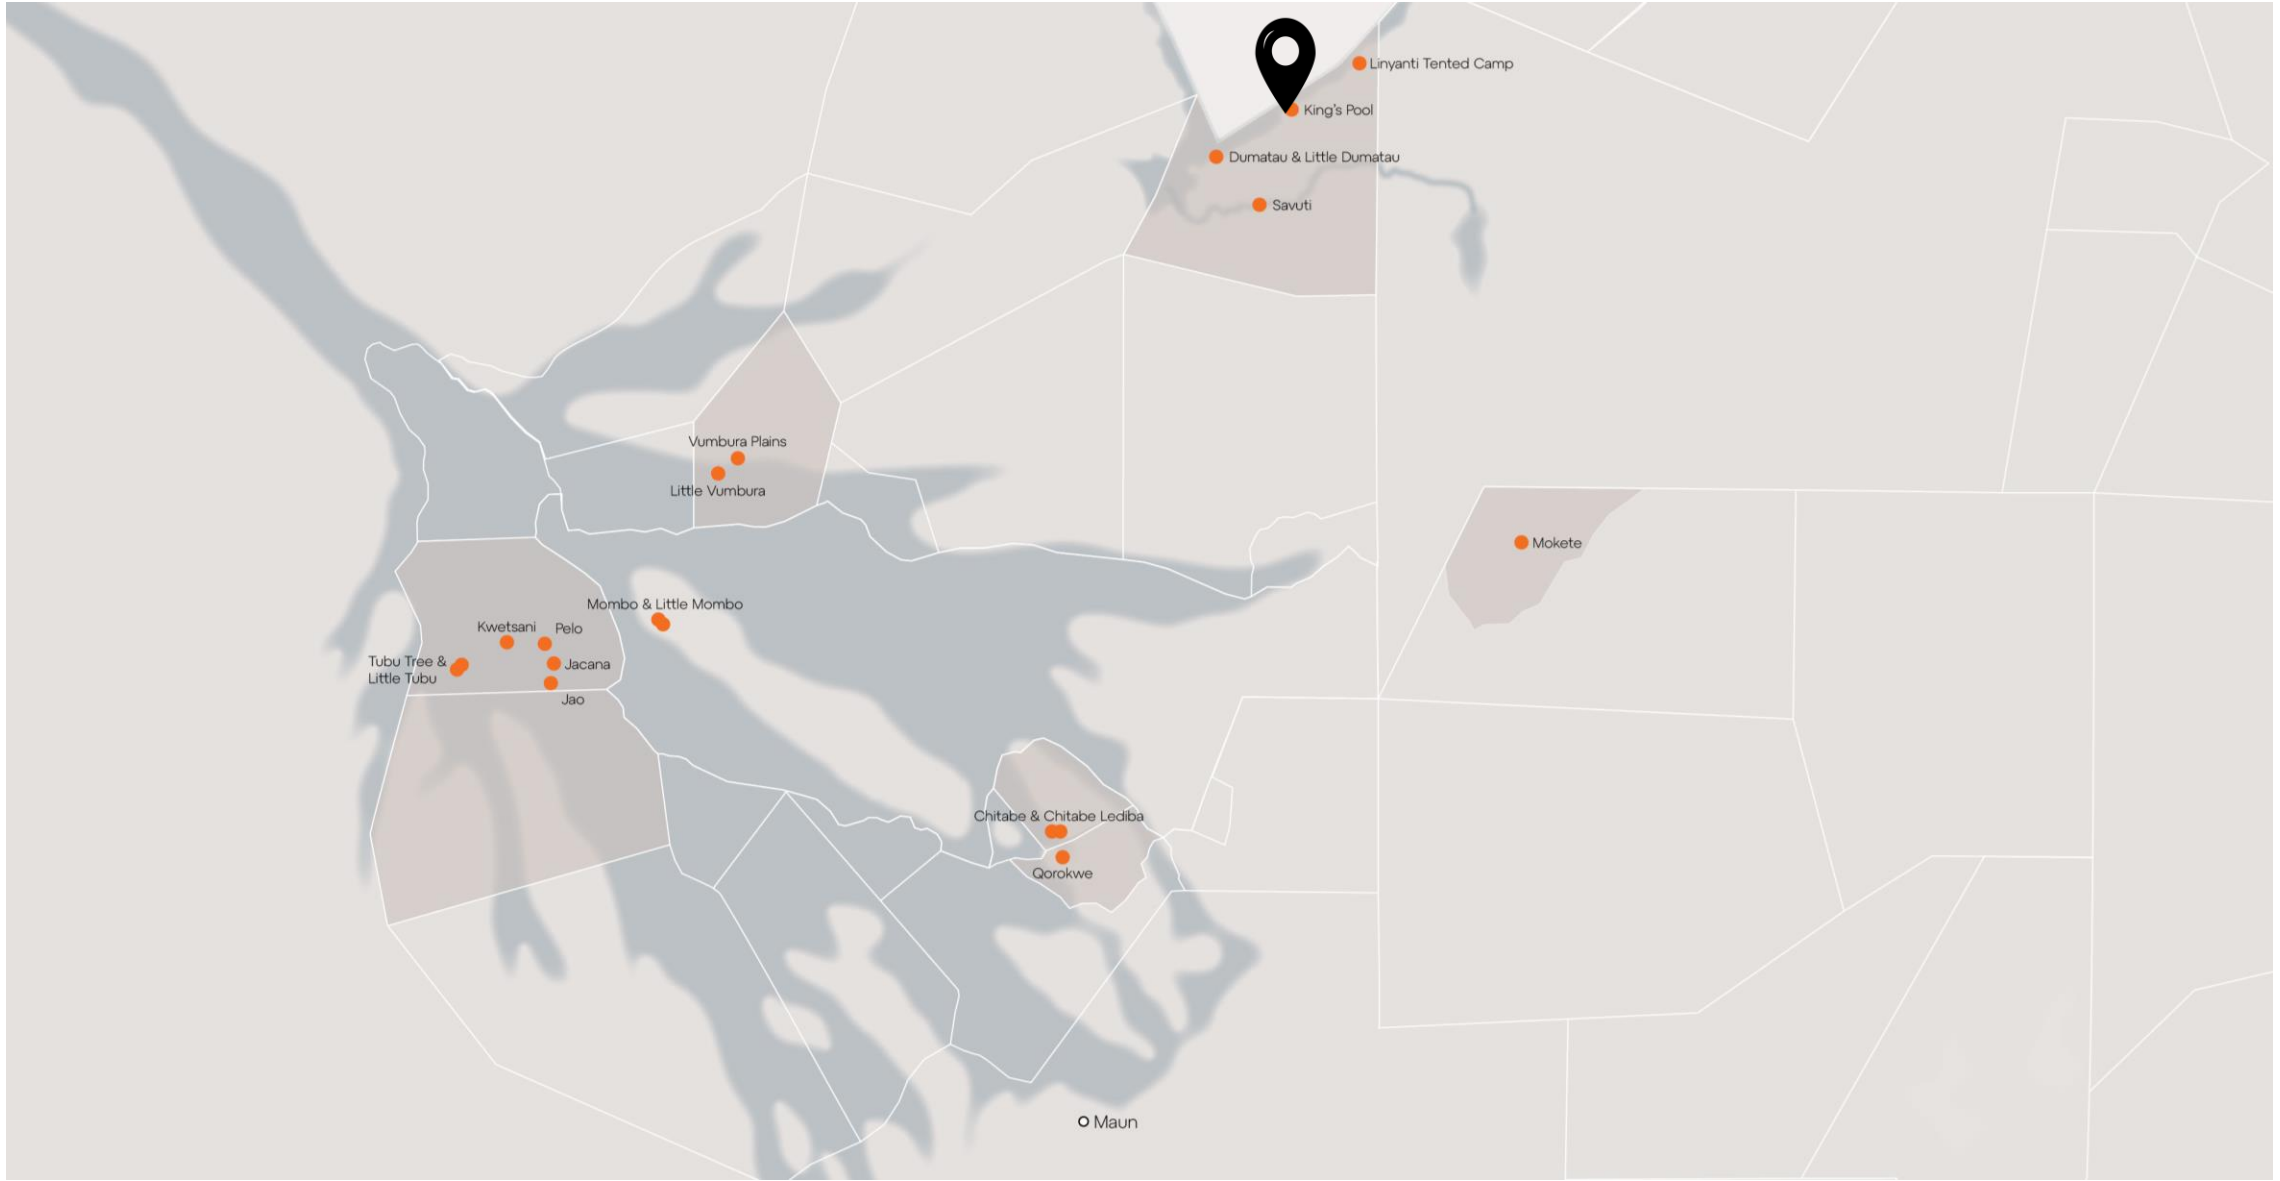 Linyanti Tented Camp
King's Pool
Dumatau & Little Dumatau
Savuti
Vumbura Plains
Little Vumbura
Mokete
Mombo & Little Mombo
Kwetsani
Pelo
Tubu Tree &
Little Tubu
Jacana
Jao
Chitabe & Chitabe Lediba
Qorokwe
Maun